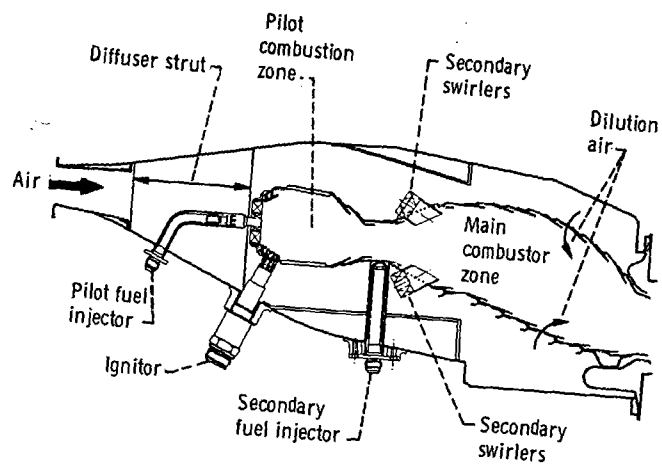 Pilot
combustion
zone
Diffuser strut
Secondary
swirlers
Dilution
air
Air
Main
combustor
zone
Pilot fuel
injector
Ignitor
Secondary
fuel injector
Secondary
swirlers